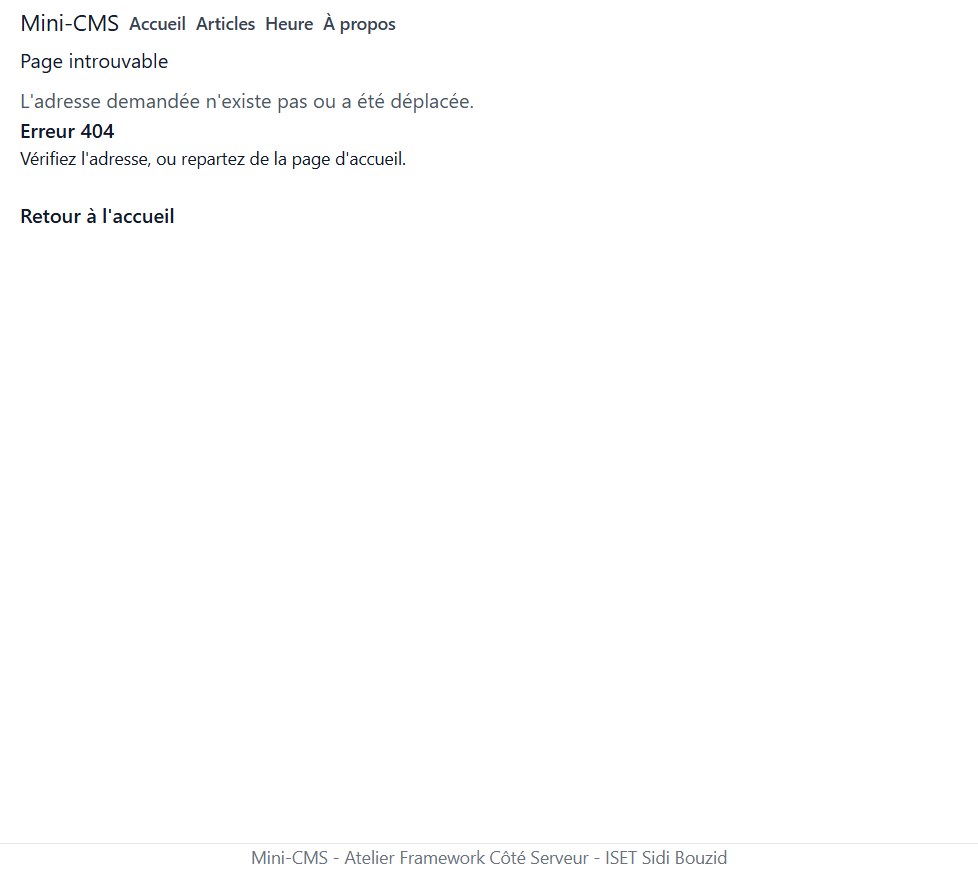 Mini-CMS Accueil Articles Heure À propos
Page introuvable
L'adresse demandée n'existe pas ou a été déplacée.
Erreur 404
Vérifiez l'adresse, ou repartez de la page d'accueil.
Retour à l'accueil
Mini-CMS - Atelier Framework Côté Serveur - ISET Sidi Bouzid